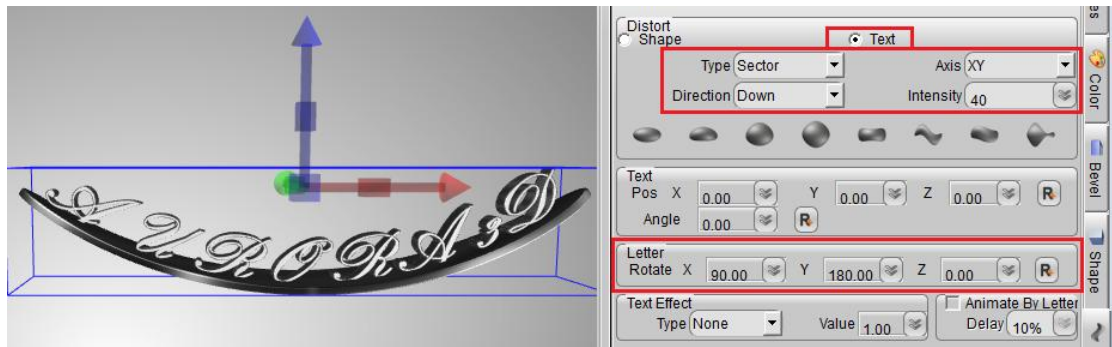 AURORA3D
Distort
Shape Text
Type Sector Axis XY
Direction Down Intensity 40
Text
Pos X 0.00 Y 0.00 Z 0.00 R
Angle 0.00 R
Letter
Rotate X 90.00 Y 180.00 Z 0.00 R
Text Effect Animate By Letter
Type None Value 1.00 Delay 10%
Color
Bevel
Shape